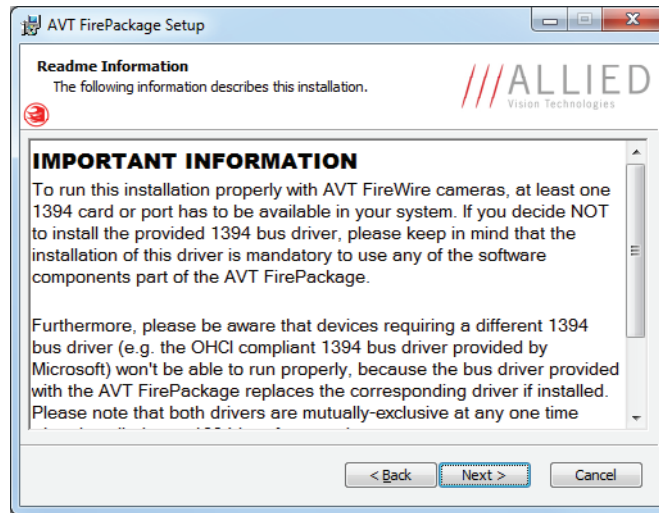 AVT FirePackage Setup
Readme Information
The following information describes this installation.
///ALLIED
Vision Technologies
IMPORTANT INFORMATION
To run this installation properly with AVT FireWire cameras, at least one
1394 card or port has to be available in your system. If you decide NOT
to install the provided 1394 bus driver, please keep in mind that the
installation of this driver is mandatory to use any of the software
components part of the AVT FirePackage.
Furthermore, please be aware that devices requiring a different 1394
bus driver (e.g. the OHCI compliant 1394 bus driver provided by
Microsoft) won't be able to run properly, because the bus driver provided
with the AVT FirePackage replaces the corresponding driver if installed.
Please note that both drivers are mutually-exclusive at any one time
< Back
Next >
Cancel